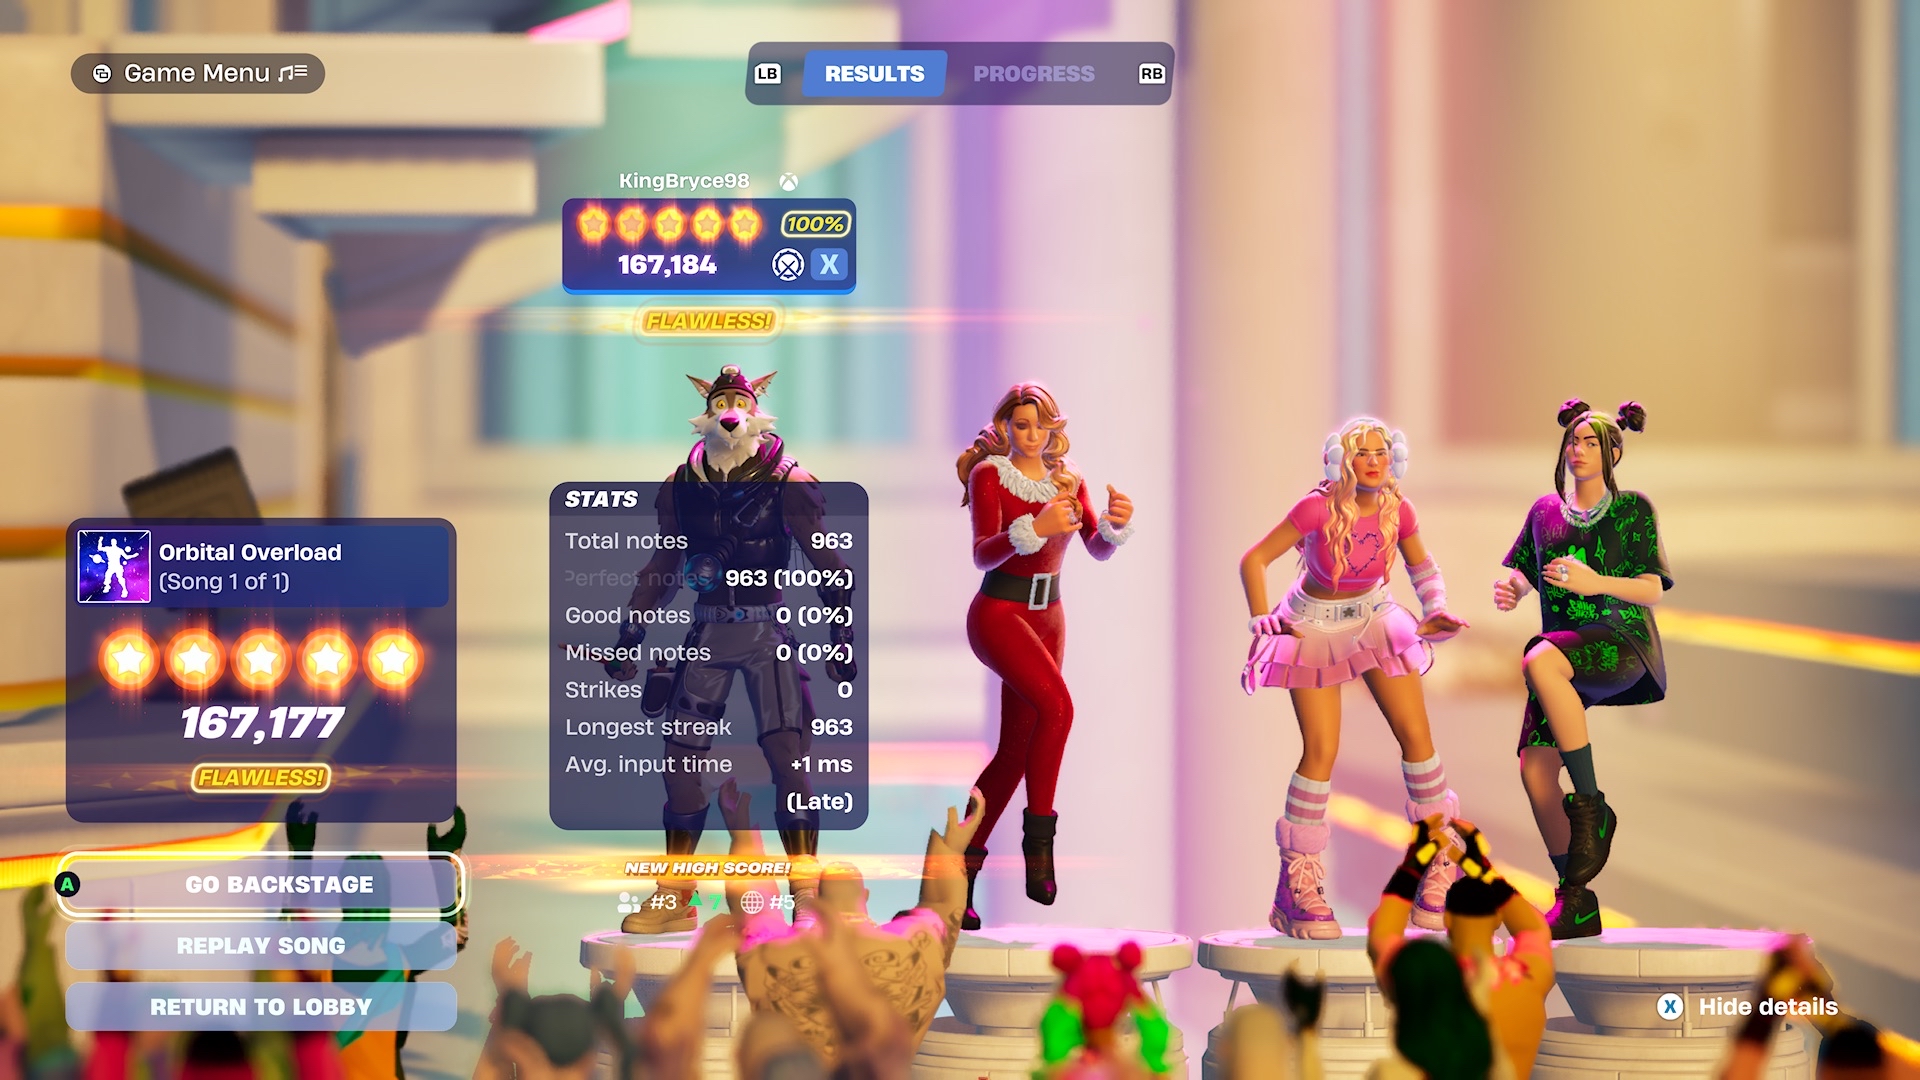 Game Menu
LB RESULTS PROGRESS RB
KingBryce98
100%
167,184 X
FLAWLESS!
STATS
Total notes 963
Perfect notes 963 (100%)
Good notes 0 (0%)
Missed notes 0 (0%)
Strikes 0
Longest streak 963
Avg. input time +1 ms
(Late)
NEW HIGH SCORE!
#3 7 #5
Orbital Overload
(Song 1 of 1)
167,177
FLAWLESS!
A GO BACKSTAGE
REPLAY SONG
RETURN TO LOBBY
X Hide details